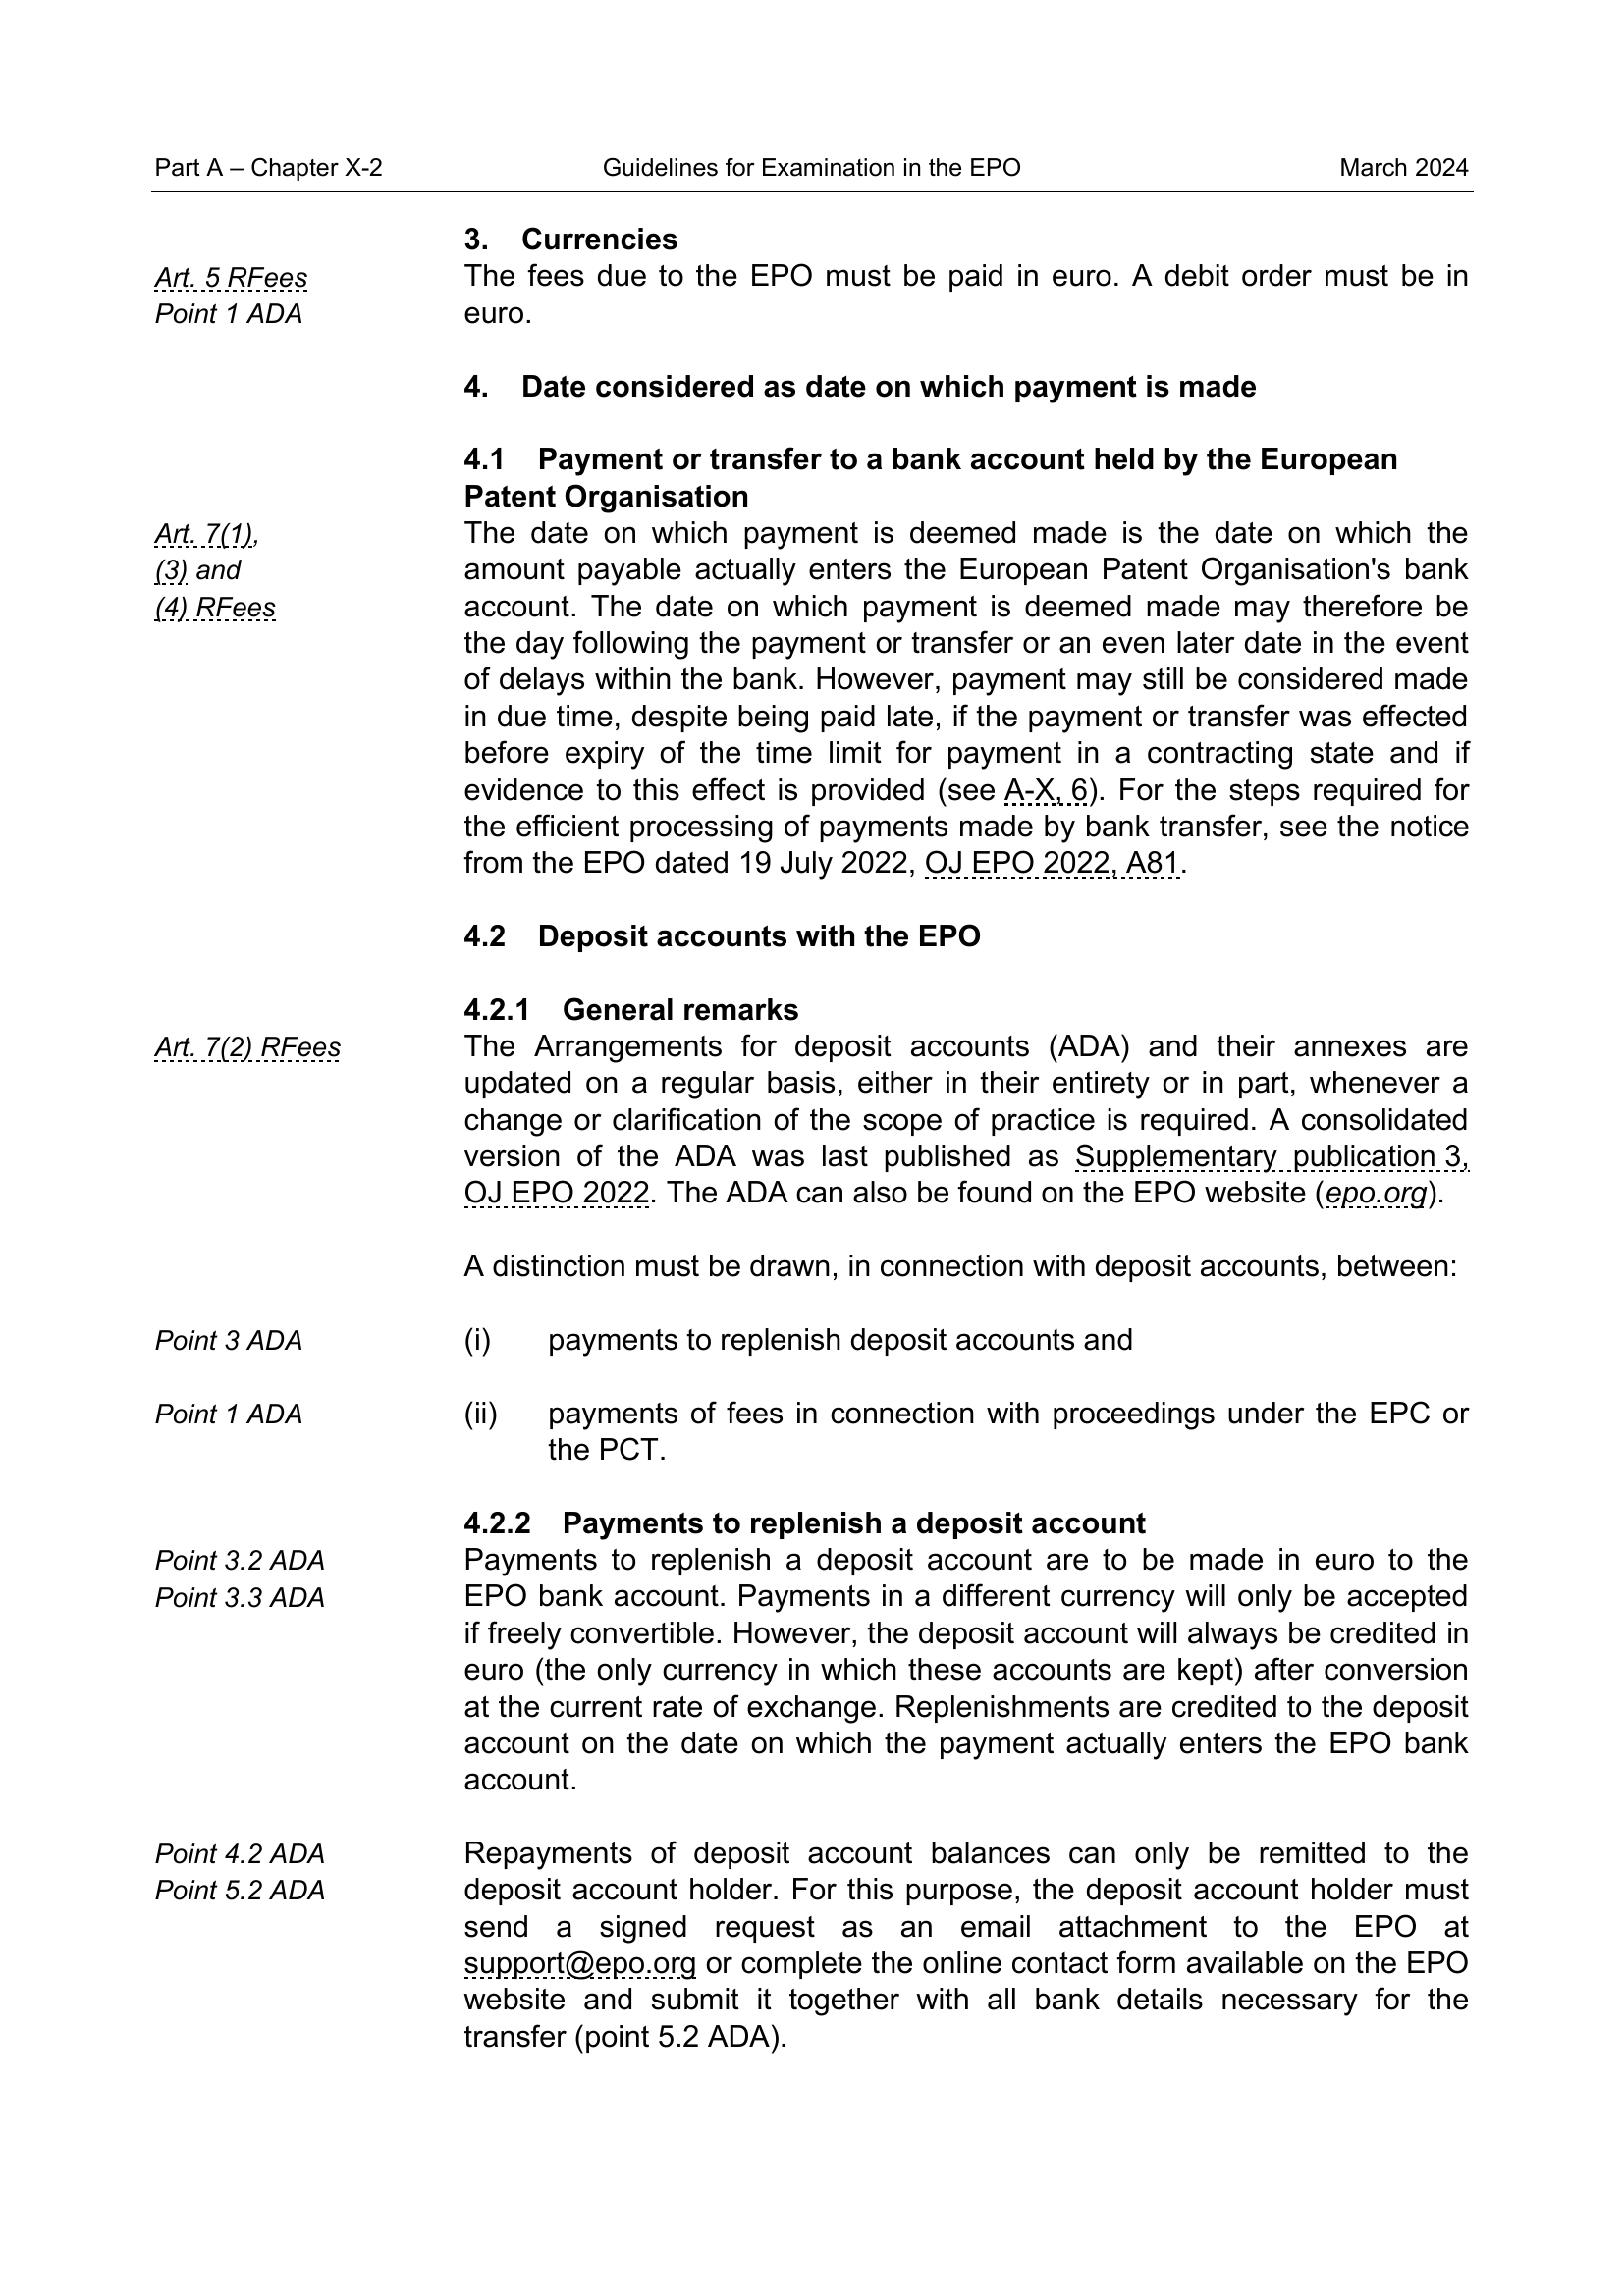 Part A – Chapter X-2 Guidelines for Examination in the EPO March 2024
3. Currencies
Art. 5 RFees
Point 1 ADA
The fees due to the EPO must be paid in euro. A debit order must be in
euro.
4. Date considered as date on which payment is made
4.1 Payment or transfer to a bank account held by the European
Patent Organisation
Art. 7(1),
(3) and
(4) RFees
The date on which payment is deemed made is the date on which the
amount payable actually enters the European Patent Organisation's bank
account. The date on which payment is deemed made may therefore be
the day following the payment or transfer or an even later date in the event
of delays within the bank. However, payment may still be considered made
in due time, despite being paid late, if the payment or transfer was effected
before expiry of the time limit for payment in a contracting state and if
evidence to this effect is provided (see A-X, 6). For the steps required for
the efficient processing of payments made by bank transfer, see the notice
from the EPO dated 19 July 2022, OJ EPO 2022, A81.
4.2 Deposit accounts with the EPO
4.2.1 General remarks
Art. 7(2) RFees
The Arrangements for deposit accounts (ADA) and their annexes are
updated on a regular basis, either in their entirety or in part, whenever a
change or clarification of the scope of practice is required. A consolidated
version of the ADA was last published as Supplementary publication 3,
OJ EPO 2022. The ADA can also be found on the EPO website (epo.org).
A distinction must be drawn, in connection with deposit accounts, between:
Point 3 ADA
(i) payments to replenish deposit accounts and
Point 1 ADA
(ii) payments of fees in connection with proceedings under the EPC or
the PCT.
4.2.2 Payments to replenish a deposit account
Point 3.2 ADA
Point 3.3 ADA
Payments to replenish a deposit account are to be made in euro to the
EPO bank account. Payments in a different currency will only be accepted
if freely convertible. However, the deposit account will always be credited in
euro (the only currency in which these accounts are kept) after conversion
at the current rate of exchange. Replenishments are credited to the deposit
account on the date on which the payment actually enters the EPO bank
account.
Point 4.2 ADA
Point 5.2 ADA
Repayments of deposit account balances can only be remitted to the
deposit account holder. For this purpose, the deposit account holder must
send a signed request as an email attachment to the EPO at
support@epo.org or complete the online contact form available on the EPO
website and submit it together with all bank details necessary for the
transfer (point 5.2 ADA).